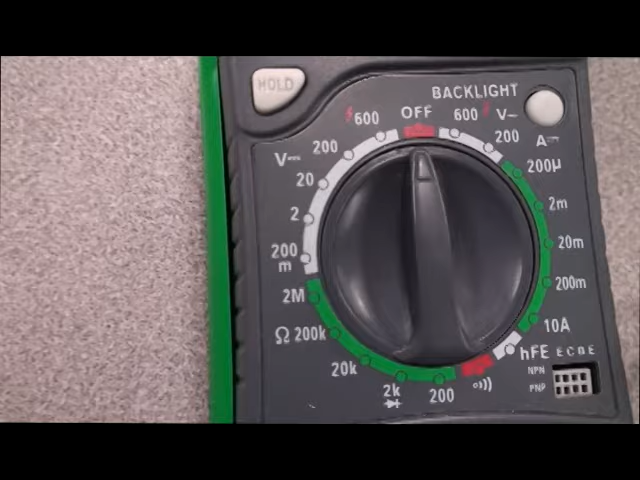 HOLD
BACKLIGHT
OFF
600
600
V~
200
200
A⎓
V⎓
200µ
20
2m
2
20m
200
m
200m
2M
10A
Ω 200k
hFE E C B E
20k
NPN
2k
200
PNP